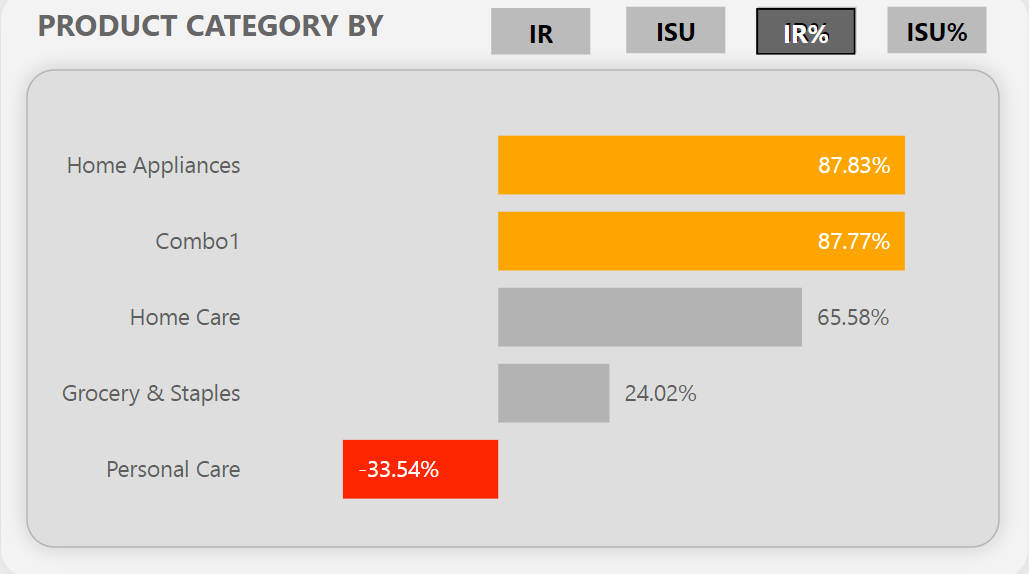 PRODUCT CATEGORY BY
IR
ISU
IR%
ISU%
Home Appliances
87.83%
Combo1
87.77%
Home Care
65.58%
Grocery & Staples
24.02%
Personal Care
-33.54%